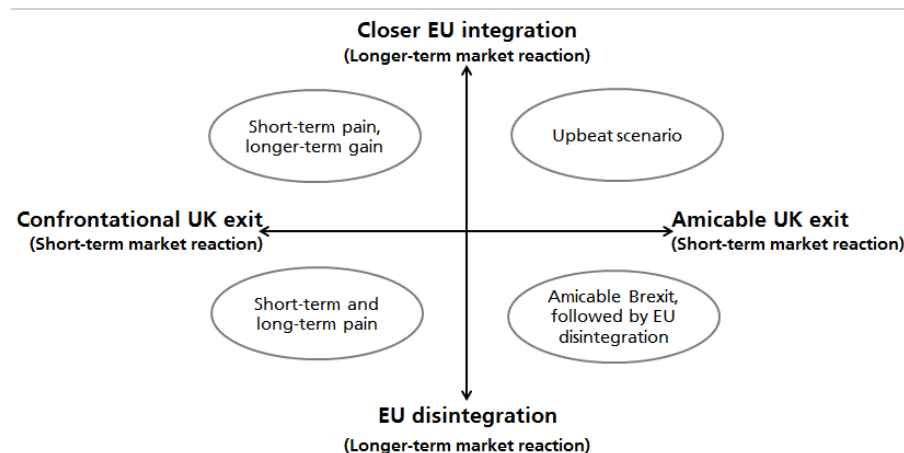 Closer EU integration
(Longer-term market reaction)
Short-term pain,
longer-term gain
Upbeat scenario
Confrontational UK exit
(Short-term market reaction)
Amicable UK exit
(Short-term market reaction)
Short-term and
long-term pain
Amicable Brexit,
followed by EU
disintegration
EU disintegration
(Longer-term market reaction)